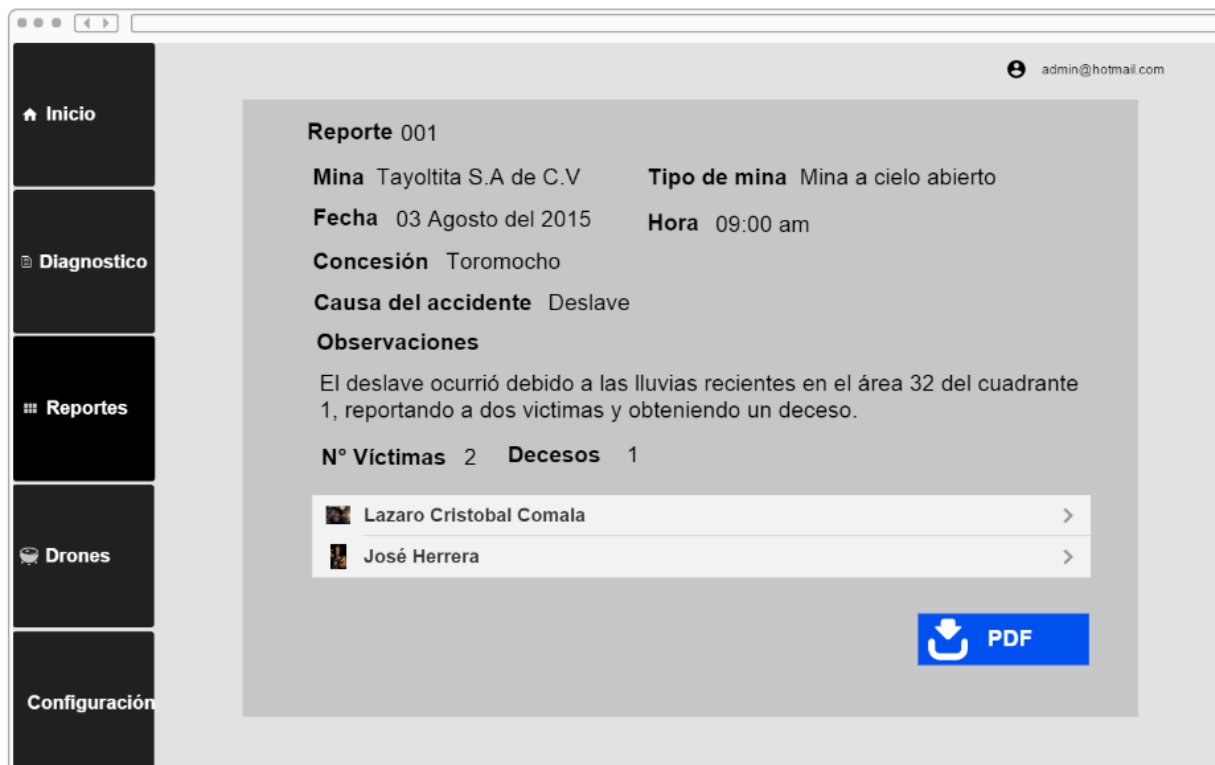 admin@hotmail.com
Inicio
Diagnostico
Reportes
Drones
Configuración
Reporte 001
Mina Tayoltita S.A de C.V Tipo de mina Mina a cielo abierto
Fecha 03 Agosto del 2015 Hora 09:00 am
Concesión Toromocho
Causa del accidente Deslave
Observaciones
El deslave ocurrió debido a las lluvias recientes en el área 32 del cuadrante
1, reportando a dos victimas y obteniendo un deceso.
N° Víctimas 2 Decesos 1
Lazaro Cristobal Comala
José Herrera
PDF